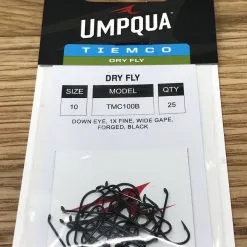 UMPQUA
TIEMCO
DRY FLY
DRY FLY
SIZE MODEL QTY
10 TMC100B 25
DOWN EYE, 1X FINE, WIDE GAPE,
FORGED, BLACK